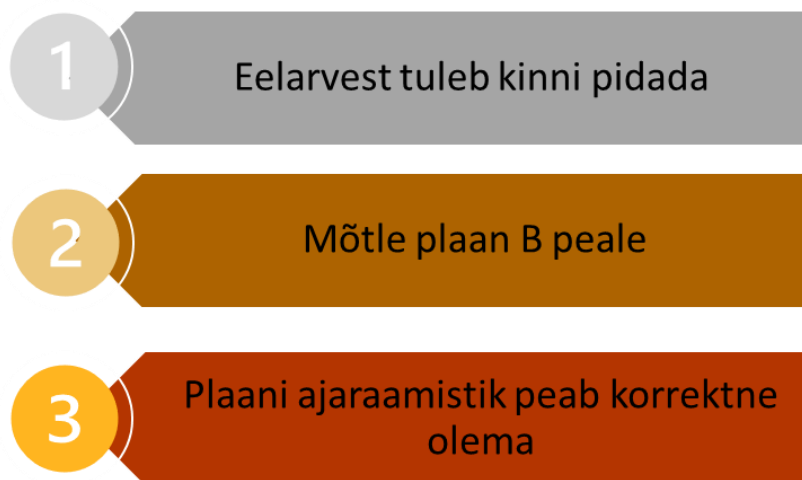 1
Eelarvest tuleb kinni pidada
2
Mõtle plaan B peale
3
Plaani ajaraamistik peab korrektne
olema